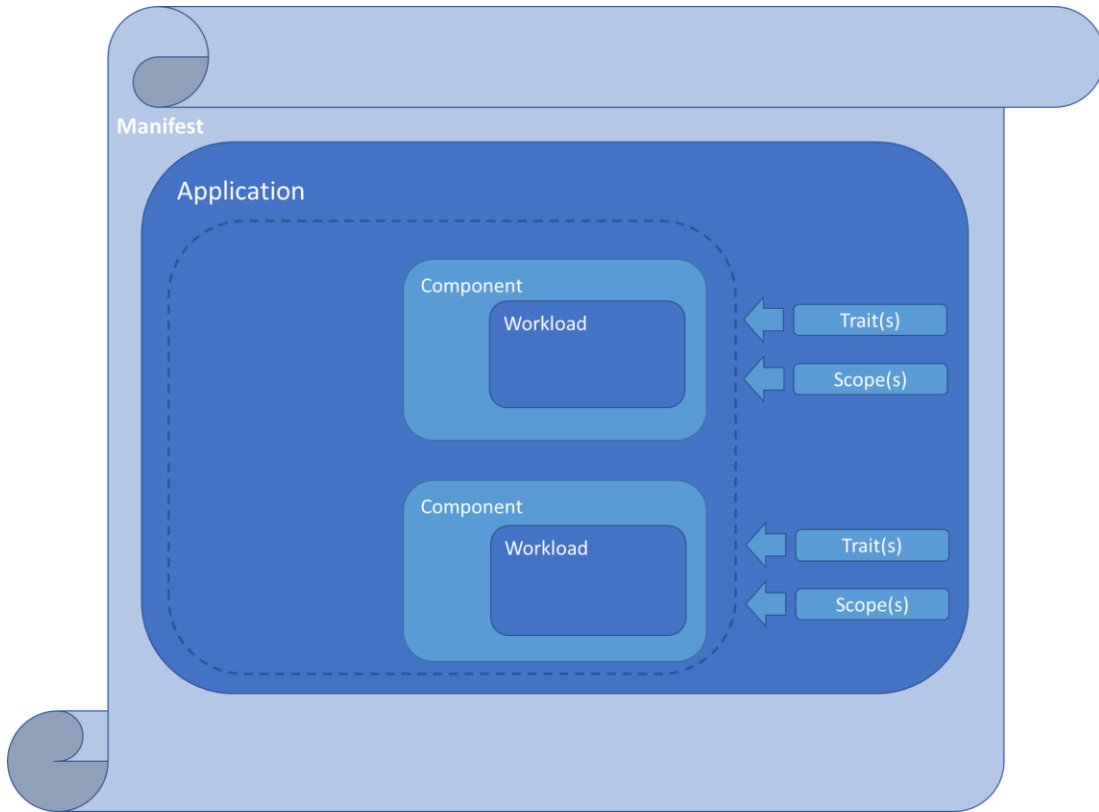 Manifest
Application
Component
Workload
Trait(s)
Scope(s)
Component
Workload
Trait(s)
Scope(s)